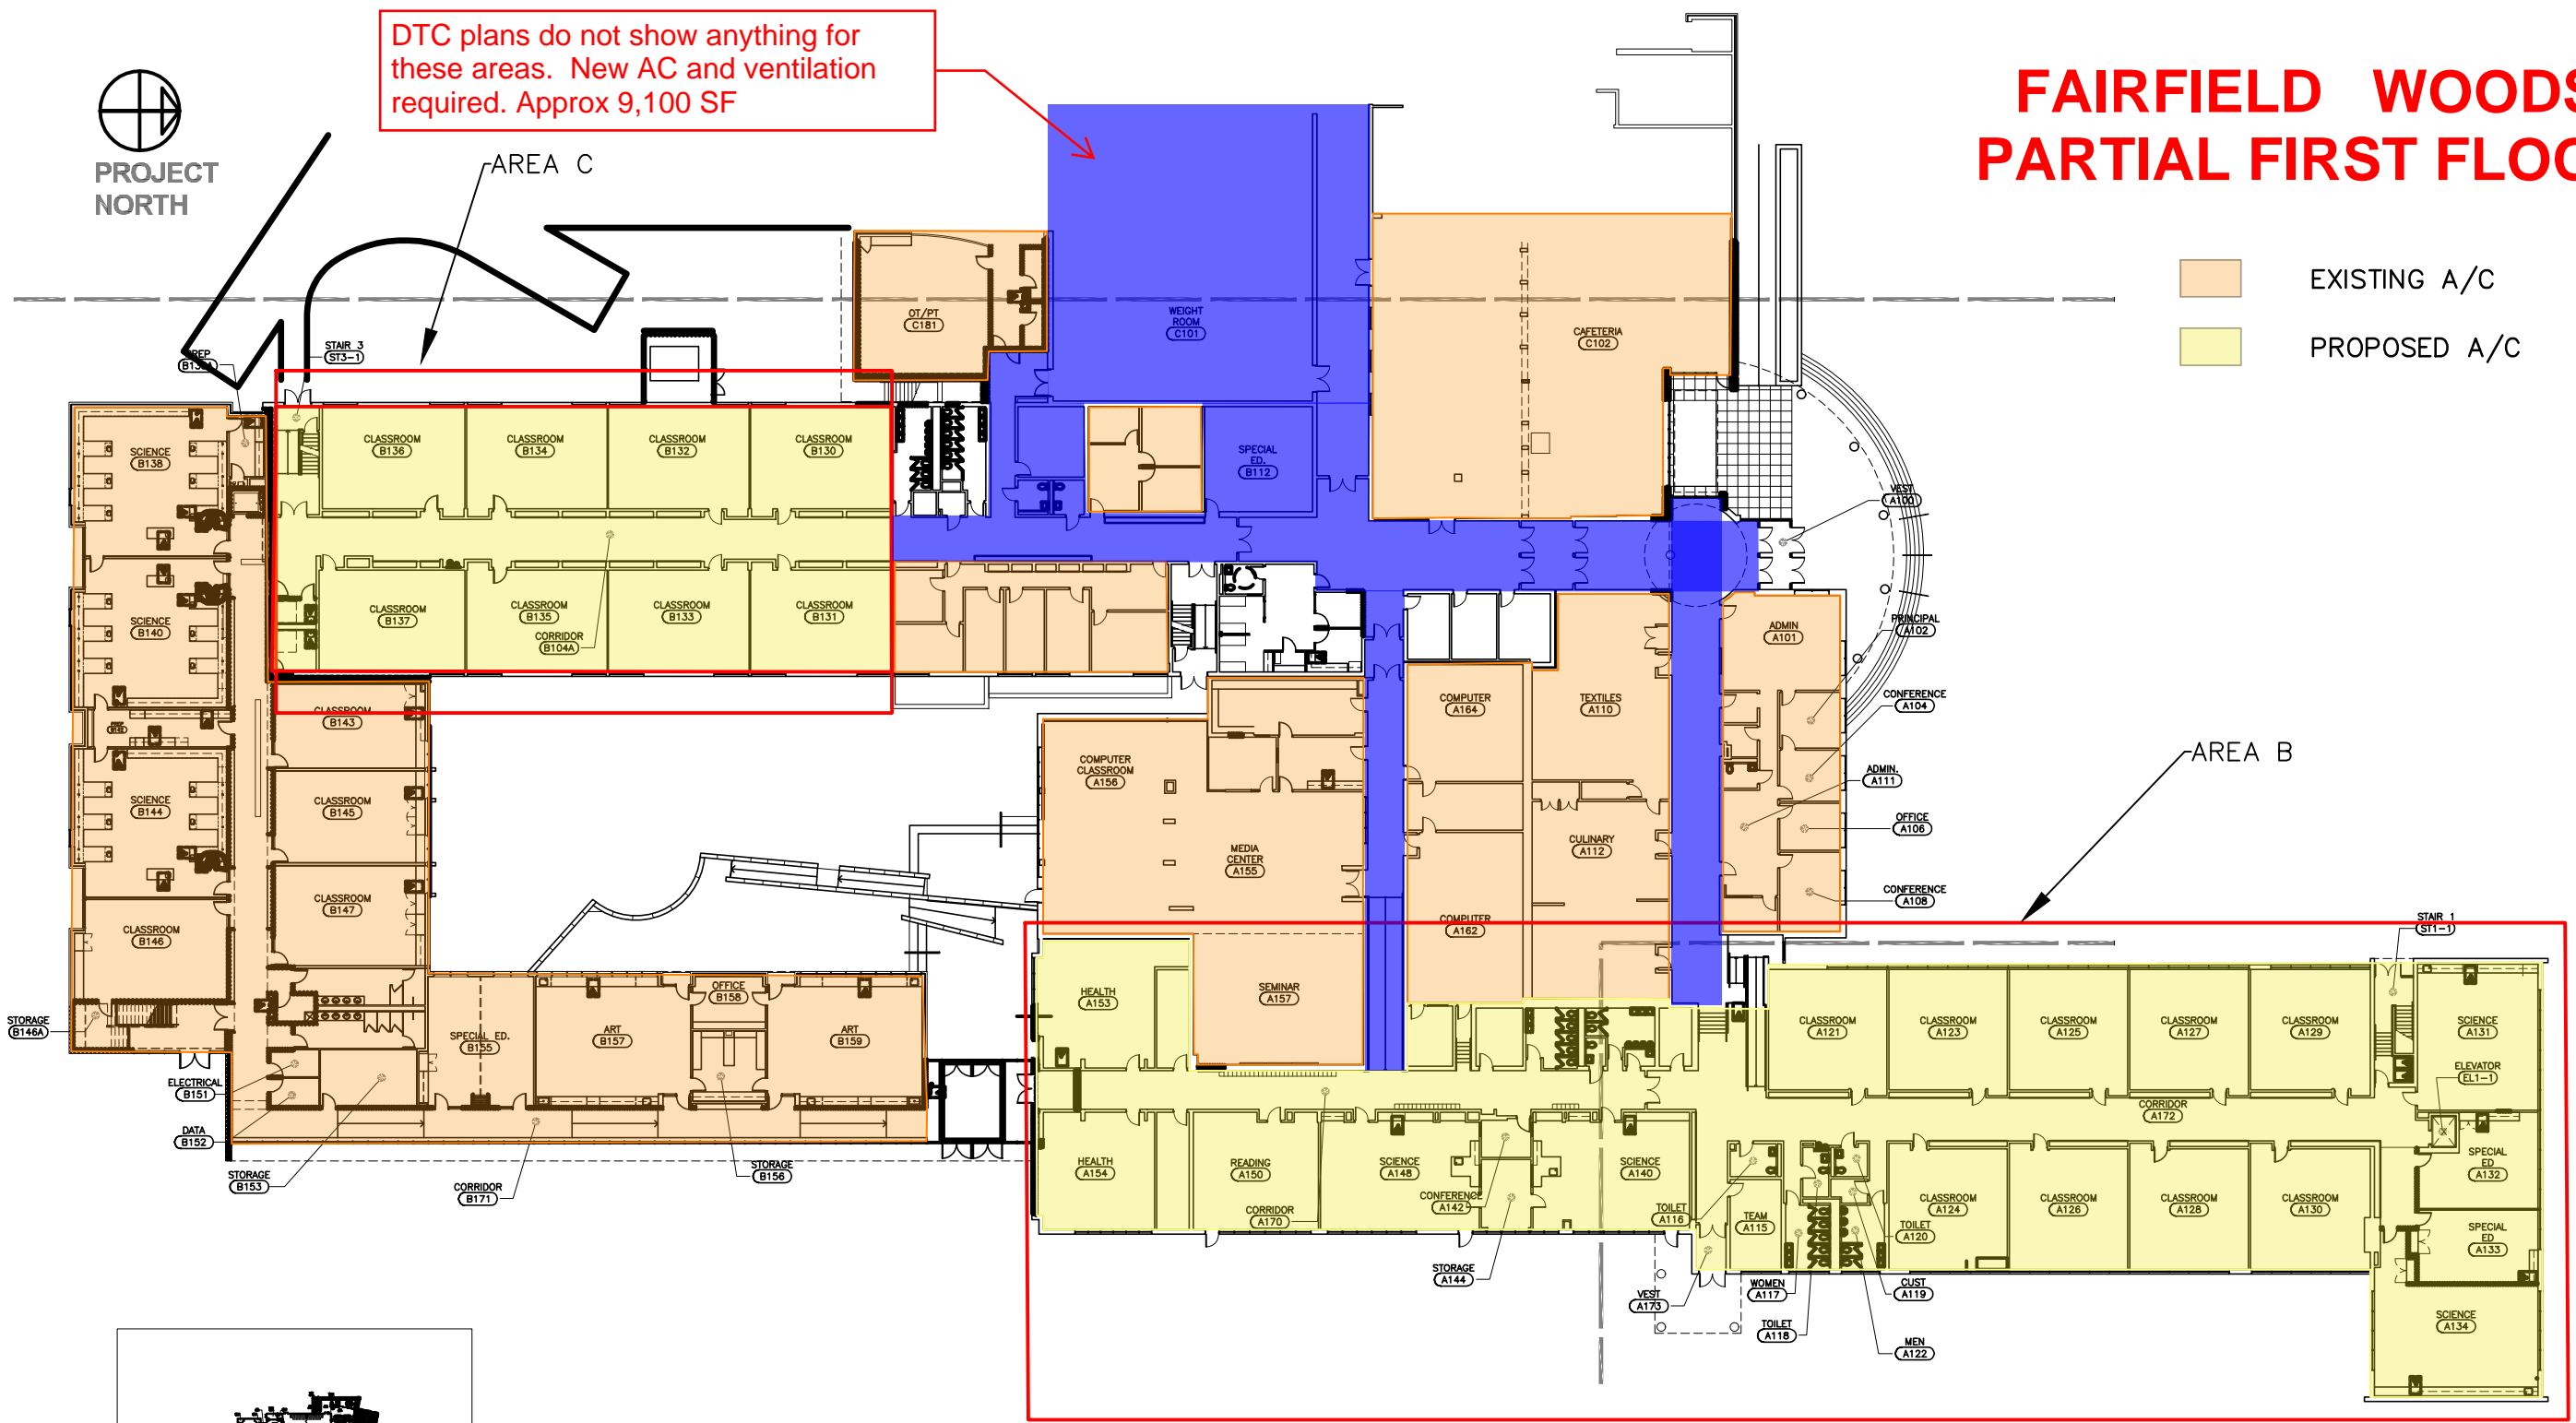 DTC plans do not show anything for
these areas. New AC and ventilation
required. Approx 9,100 SF
FAIRFIELD WOODS
PARTIAL FIRST FLOO
PROJECT
NORTH
AREA C
EXISTING A/C
PROPOSED A/C
OT/PT
C181
WEIGHT
ROOM
C101
CAFETERIA
C102
STAIR 3
ST3-1
PREP
B138A
SCIENCE
B138
CLASSROOM
B136
CLASSROOM
B134
CLASSROOM
B132
CLASSROOM
B130
SPECIAL
ED.
B112
VEST
A100
SCIENCE
B140
CLASSROOM
B137
CLASSROOM
B135
CLASSROOM
B133
CLASSROOM
B131
CORRIDOR
B104A
ADMIN
A101
PRINCIPAL
A102
CONFERENCE
A104
COMPUTER
A164
TEXTILES
A110
CLASSROOM
B143
PREP
B142
COMPUTER
CLASSROOM
A156
ADMIN.
A111
AREA B
SCIENCE
B144
CLASSROOM
B145
OFFICE
A106
MEDIA
CENTER
A155
CULINARY
A112
CLASSROOM
B147
CONFERENCE
A108
CLASSROOM
B146
COMPUTER
A162
STAIR 1
ST1-1
STORAGE
B146A
OFFICE
B158
HEALTH
A153
SEMINAR
A157
SPECIAL ED.
B155
ART
B157
ART
B159
CLASSROOM
A121
CLASSROOM
A123
CLASSROOM
A125
CLASSROOM
A127
CLASSROOM
A129
SCIENCE
A131
ELEVATOR
EL1-1
ELECTRICAL
B151
CORRIDOR
A172
DATA
B152
STORAGE
B153
CORRIDOR
B171
STORAGE
B156
HEALTH
A154
READING
A150
SCIENCE
A148
SCIENCE
A140
SPECIAL
ED
A132
CONFERENCE
A142
CORRIDOR
A170
TOILET
A116
TEAM
A115
TOILET
A120
CLASSROOM
A124
CLASSROOM
A126
CLASSROOM
A128
CLASSROOM
A130
SPECIAL
ED
A133
STORAGE
A144
VEST
A173
WOMEN
A117
TOILET
A118
CUST
A119
MEN
A122
SCIENCE
A134